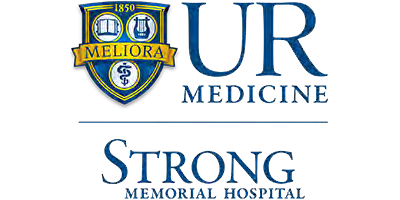 1850
MELIORA
UR
MEDICINE
STRONG
MEMORIAL HOSPITAL